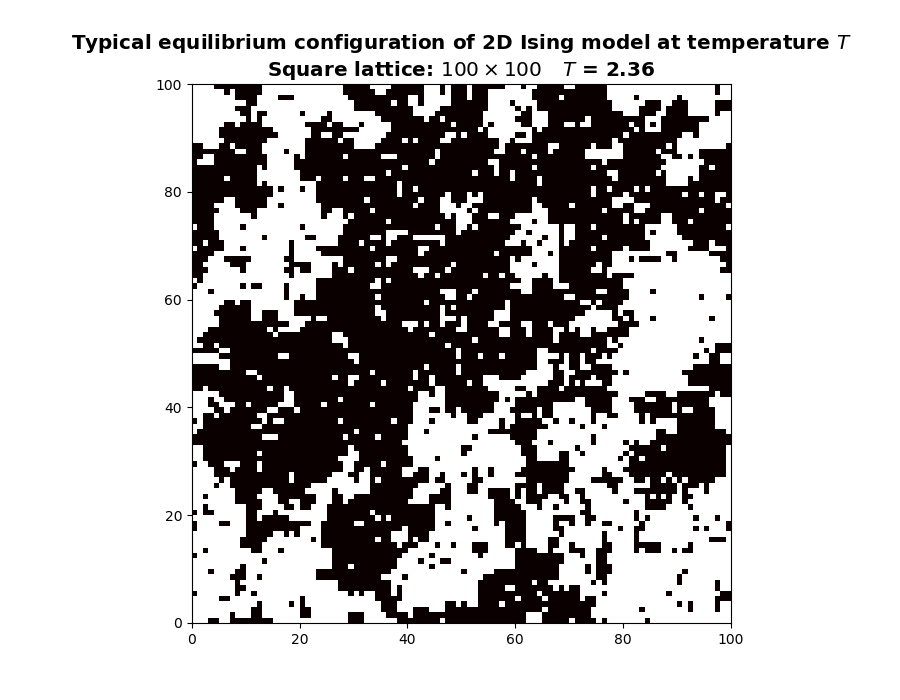 Typical equilibrium configuration of 2D Ising model at temperature T
Square lattice: 100 × 100 T = 2.36
100
80
60
40
20
0
0 20 40 60 80 100